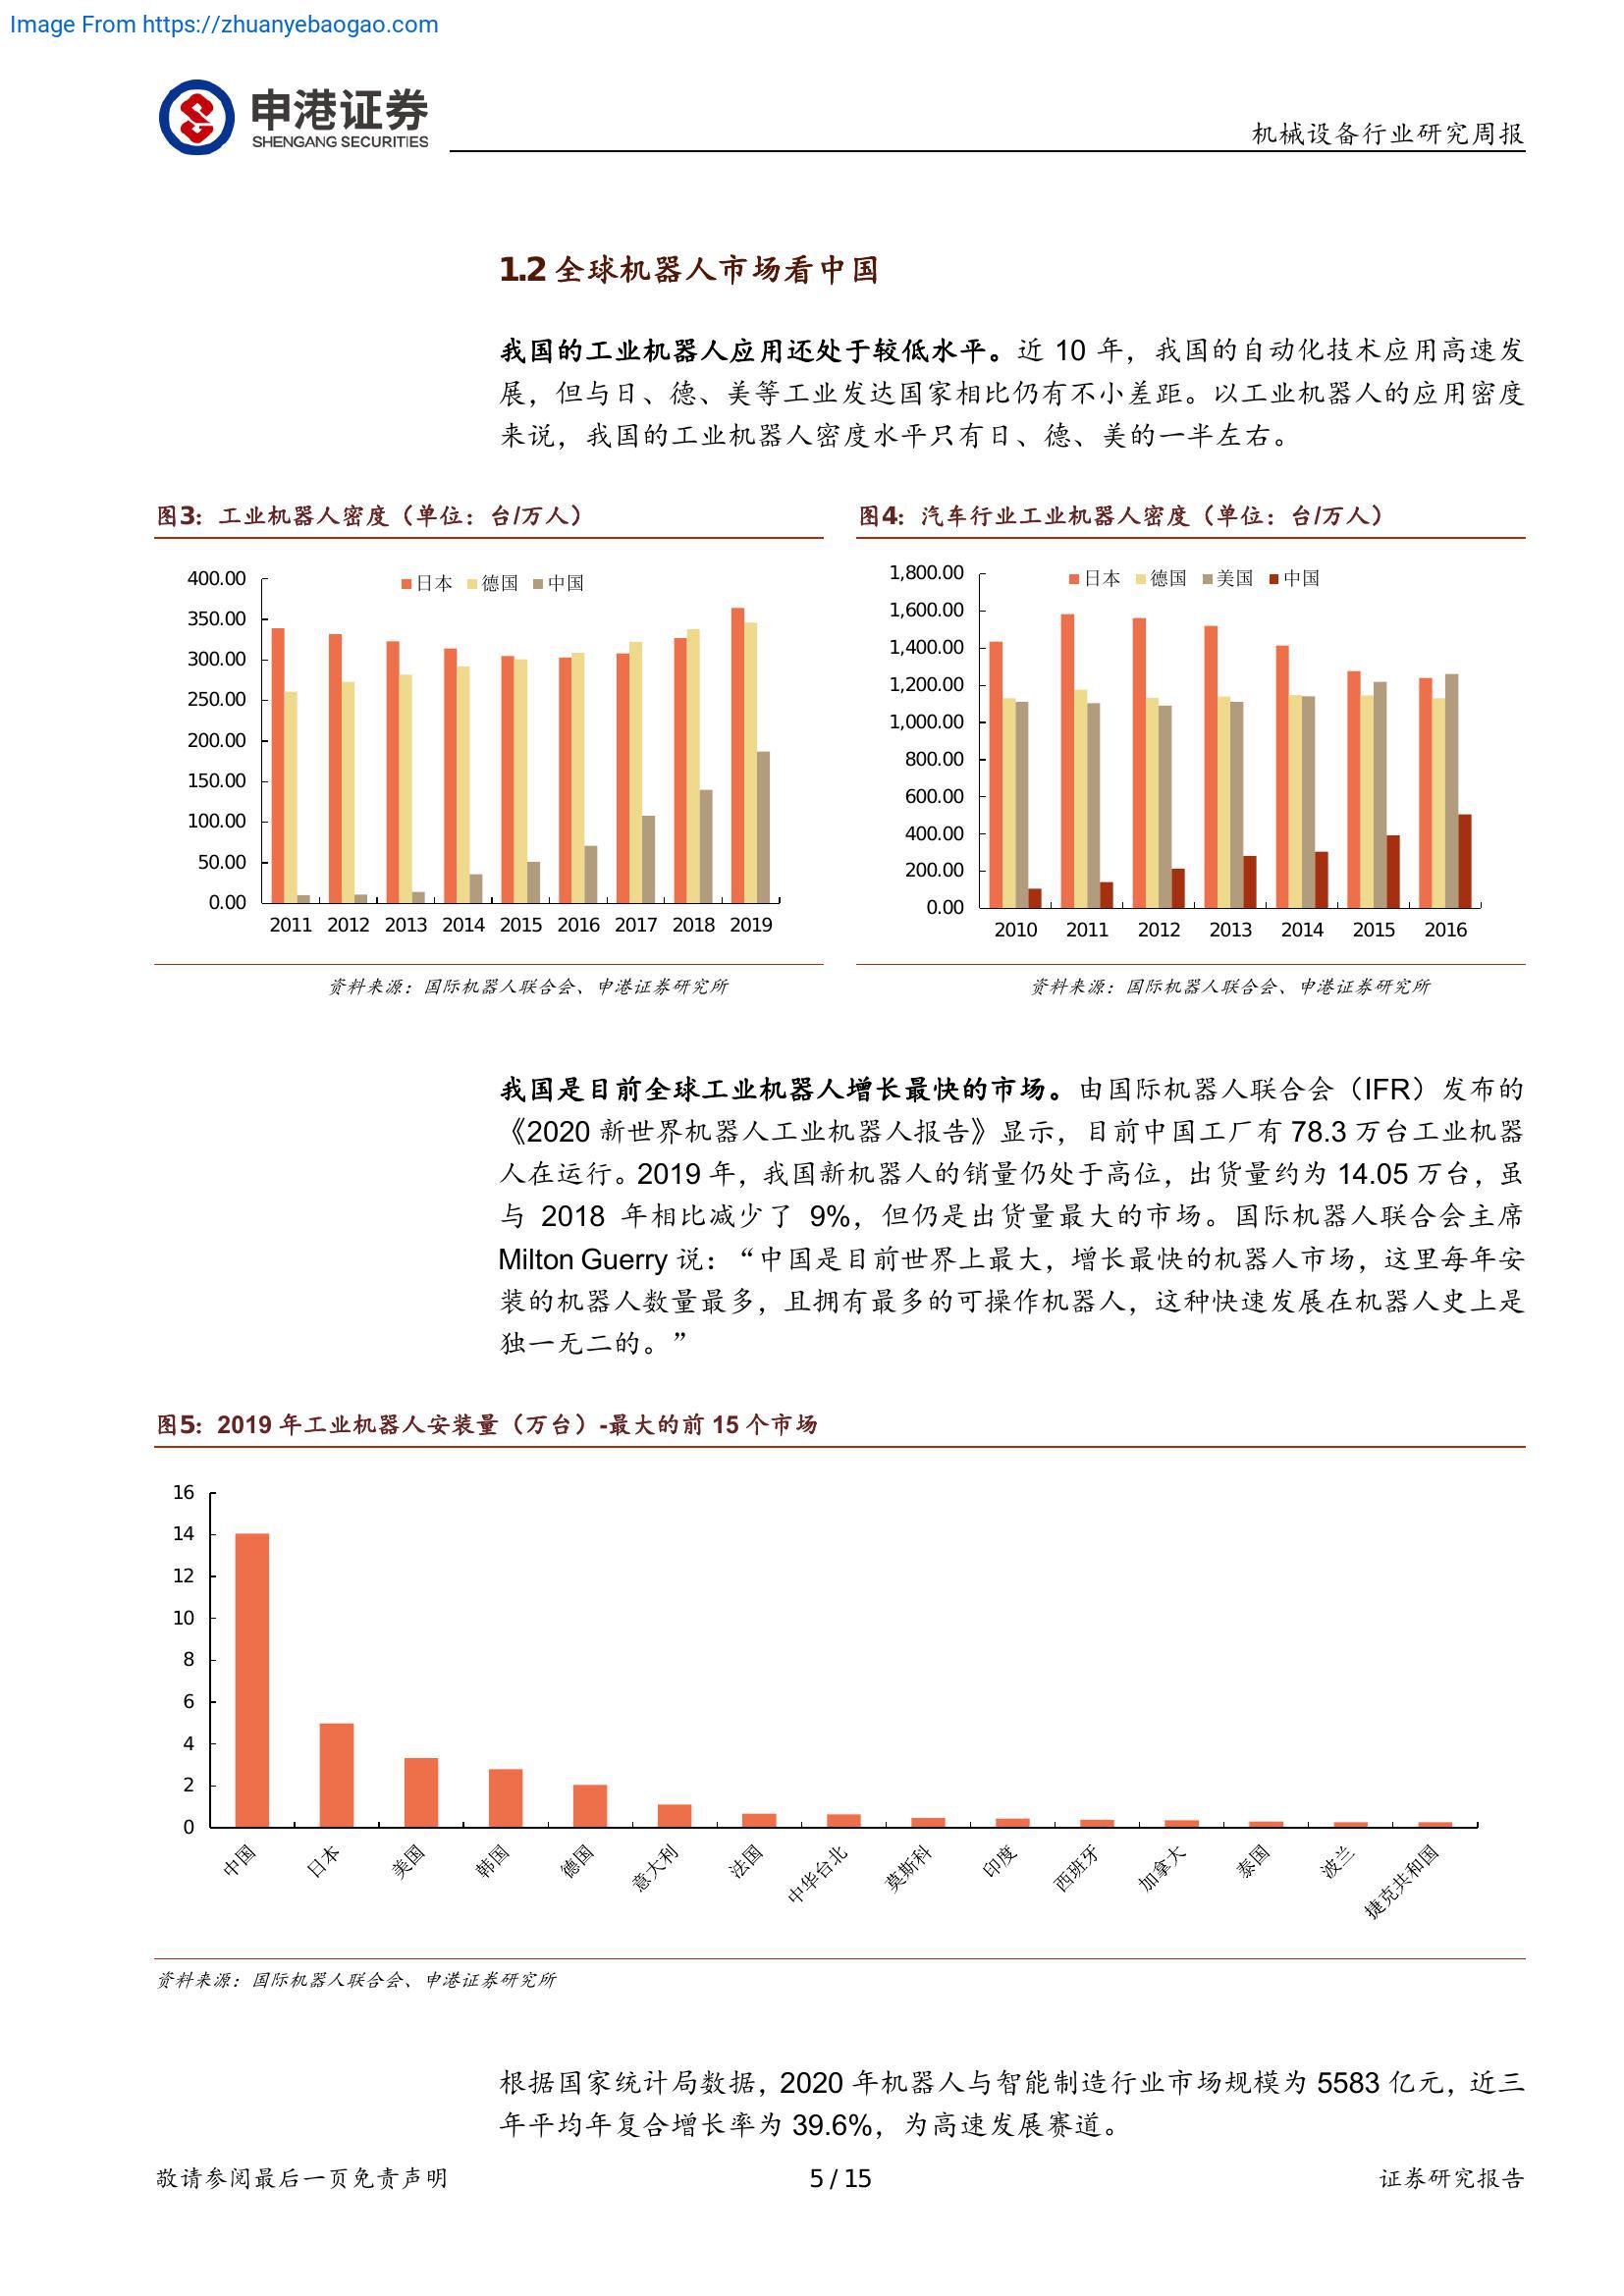 Image From https://zhuanyebaogao.com
申港证券
SHENGANG SECURITIES
机械设备行业研究周报
1.2 全球机器人市场看中国
我国的工业机器人应用还处于较低水平。近 10 年，我国的自动化技术应用高速发
展，但与日、德、美等工业发达国家相比仍有不小差距。以工业机器人的应用密度
来说，我国的工业机器人密度水平只有日、德、美的一半左右。
图3：工业机器人密度（单位：台/万人）
日本 德国 中国
400.00
350.00
300.00
250.00
200.00
150.00
100.00
50.00
0.00
2011 2012 2013 2014 2015 2016 2017 2018 2019
资料来源：国际机器人联合会、申港证券研究所
图4：汽车行业工业机器人密度（单位：台/万人）
日本 德国 美国 中国
1,800.00
1,600.00
1,400.00
1,200.00
1,000.00
800.00
600.00
400.00
200.00
0.00
2010 2011 2012 2013 2014 2015 2016
资料来源：国际机器人联合会、申港证券研究所
我国是目前全球工业机器人增长最快的市场。由国际机器人联合会（IFR）发布的
《2020 新世界机器人工业机器人报告》显示，目前中国工厂有 78.3 万台工业机器
人在运行。2019 年，我国新机器人的销量仍处于高位，出货量约为 14.05 万台，虽
与 2018 年相比减少了 9%，但仍是出货量最大的市场。国际机器人联合会主席
Milton Guerry 说：“中国是目前世界上最大，增长最快的机器人市场，这里每年安
装的机器人数量最多，且拥有最多的可操作机器人，这种快速发展在机器人史上是
独一无二的。”
图5：2019 年工业机器人安装量（万台）-最大的前 15 个市场
16
14
12
10
8
6
4
2
0
中国 日本 美国 韩国 德国 意大利 法国 中华台北 莫斯科 印度 西班牙 加拿大 泰国 波兰 捷克共和国
资料来源：国际机器人联合会、申港证券研究所
根据国家统计局数据，2020 年机器人与智能制造行业市场规模为 5583 亿元，近三
年平均年复合增长率为 39.6%，为高速发展赛道。
敬请参阅最后一页免责声明
5 / 15
证券研究报告